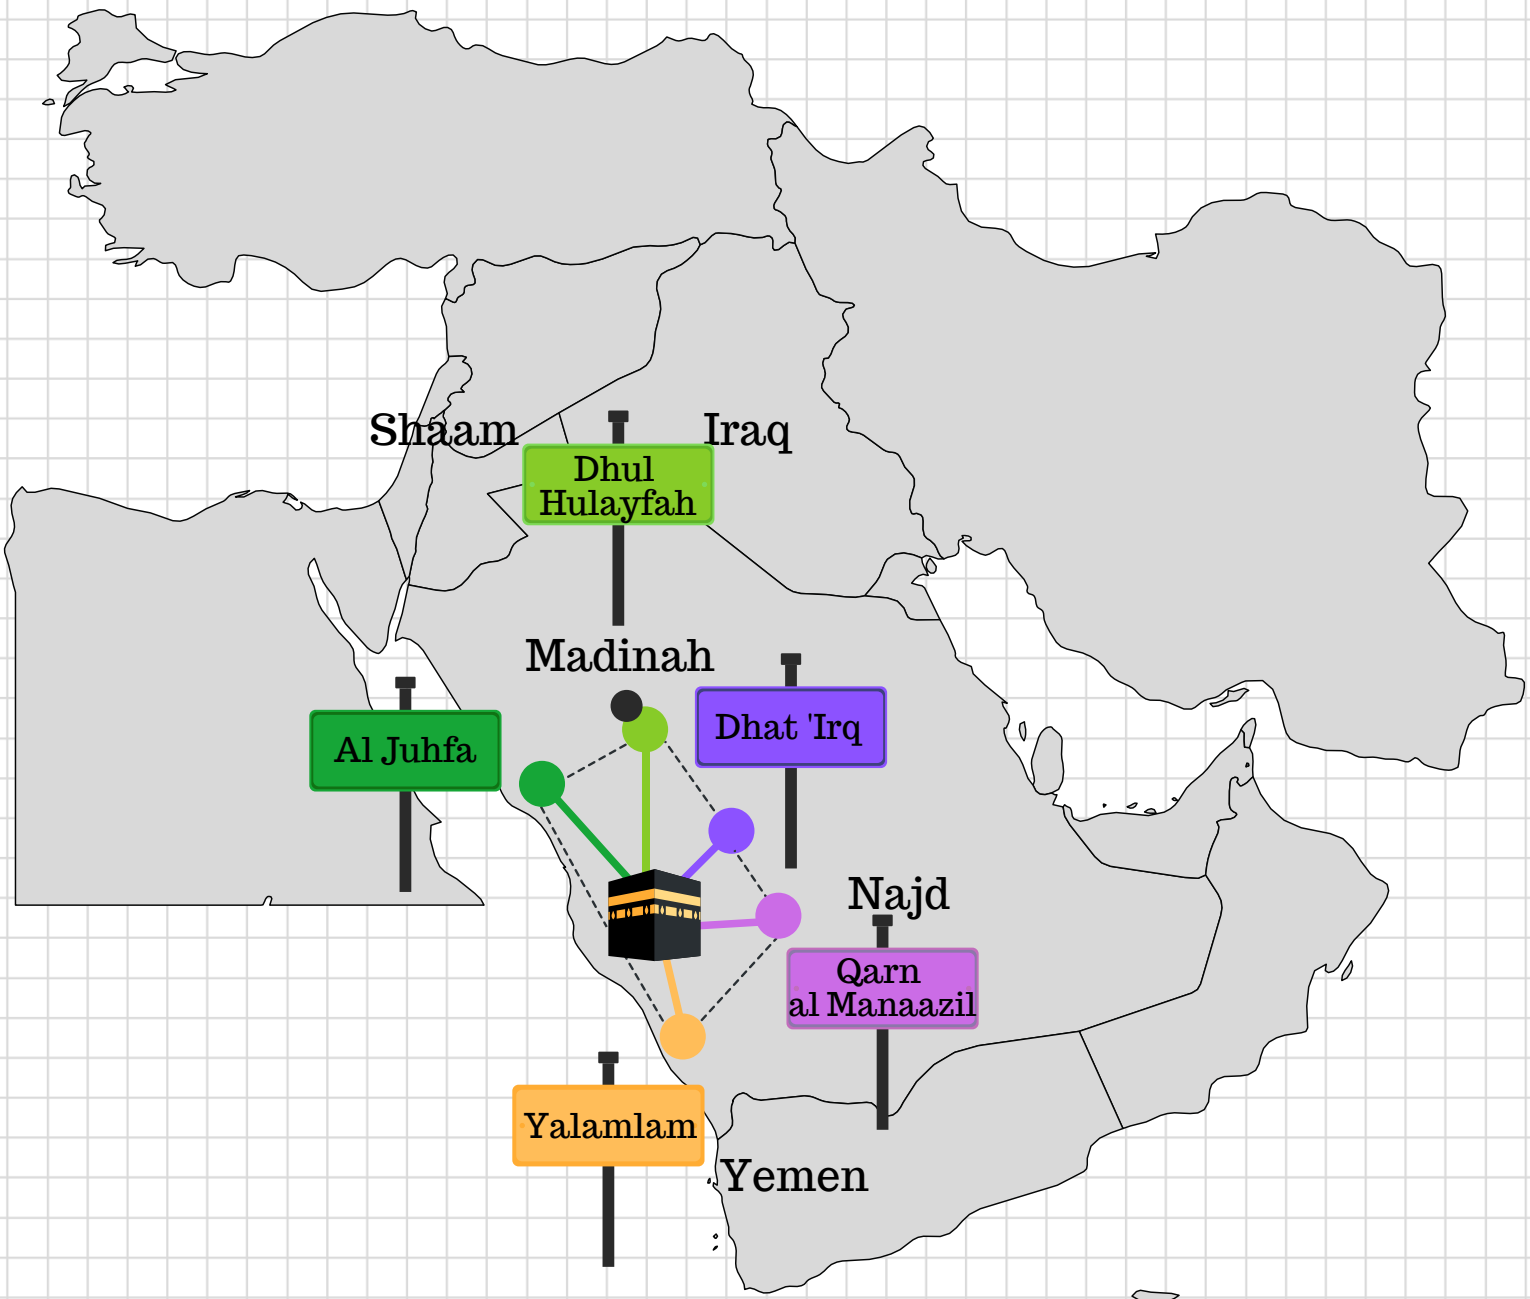 Shaam
Iraq
Dhul
Hulayfah
Madinah
Dhat 'Irq
Al Juhfa
Najd
Qarn
al Manaazil
Yalamlam
Yemen